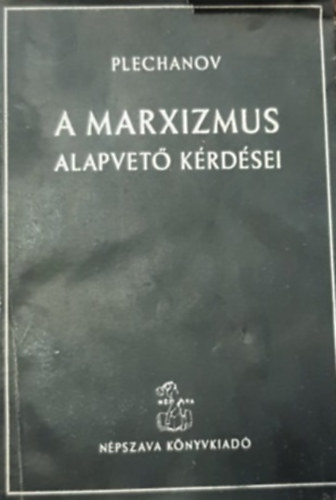 PLECHANOV
A MARXIZMUS
ALAPVETŐ KÉRDÉSEI
NÉPSZAVA KÖNYVKIADÓ